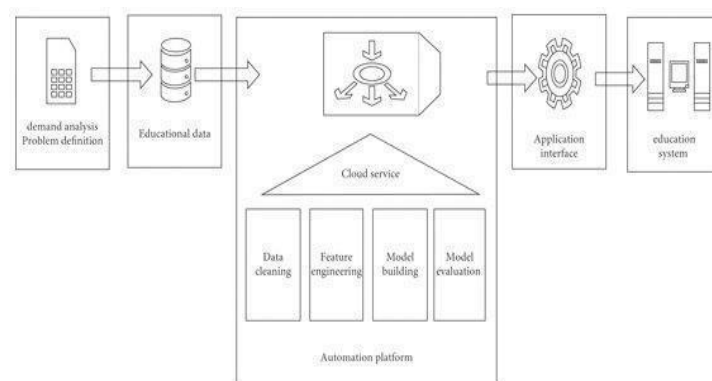 demand analysis
Problem definition
Educational data
Cloud service
Data
cleaning
Feature
engineering
Model
building
Model
evaluation
Automation platform
Application
interface
education
system